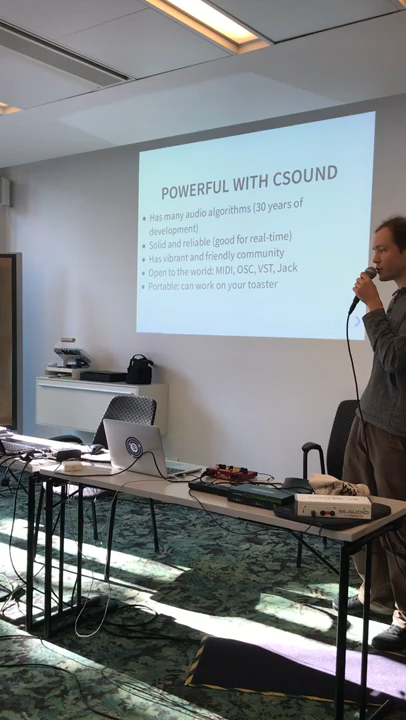 POWERFUL WITH CSOUND
Has many audio algorithms (30 years of
development)
Solid and reliable (good for real-time)
Has vibrant and friendly community
Open to the world: MIDI, OSC, VST, Jack
Portable: can work on your toaster
M-AUDIO